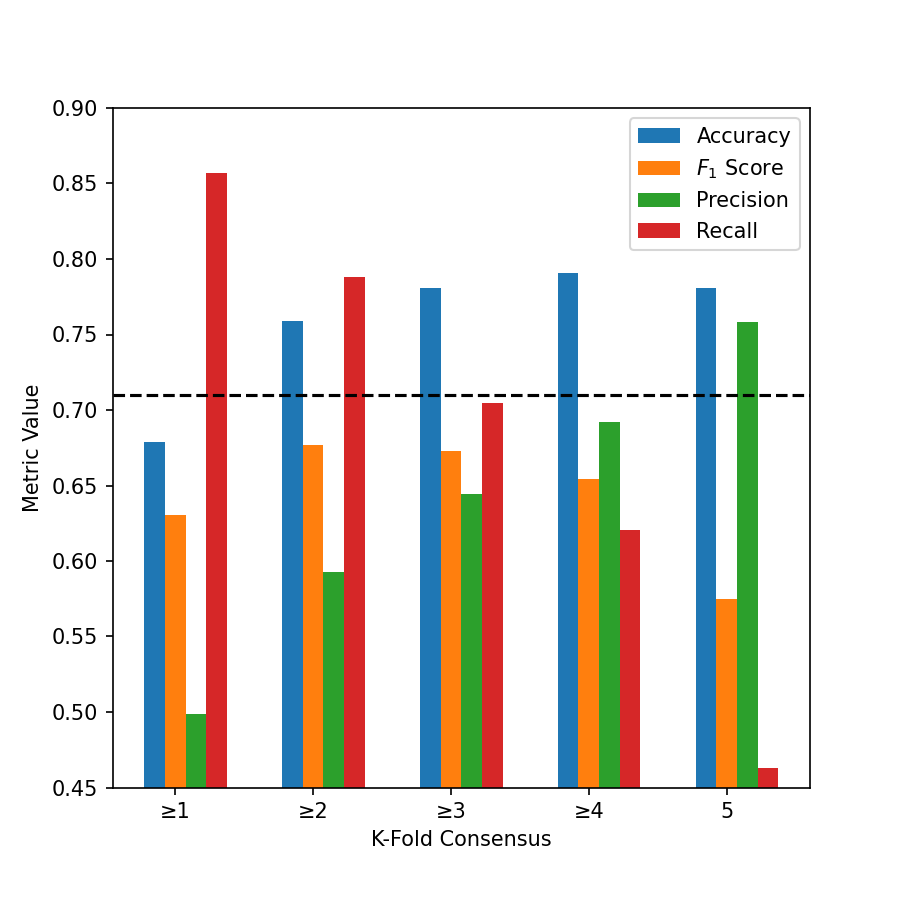 0.90
0.85
0.80
0.75
0.70
0.65
0.60
0.55
0.50
0.45
Metric Value
≥1 ≥2 ≥3 ≥4 5
K-Fold Consensus
Accuracy
F₁ Score
Precision
Recall